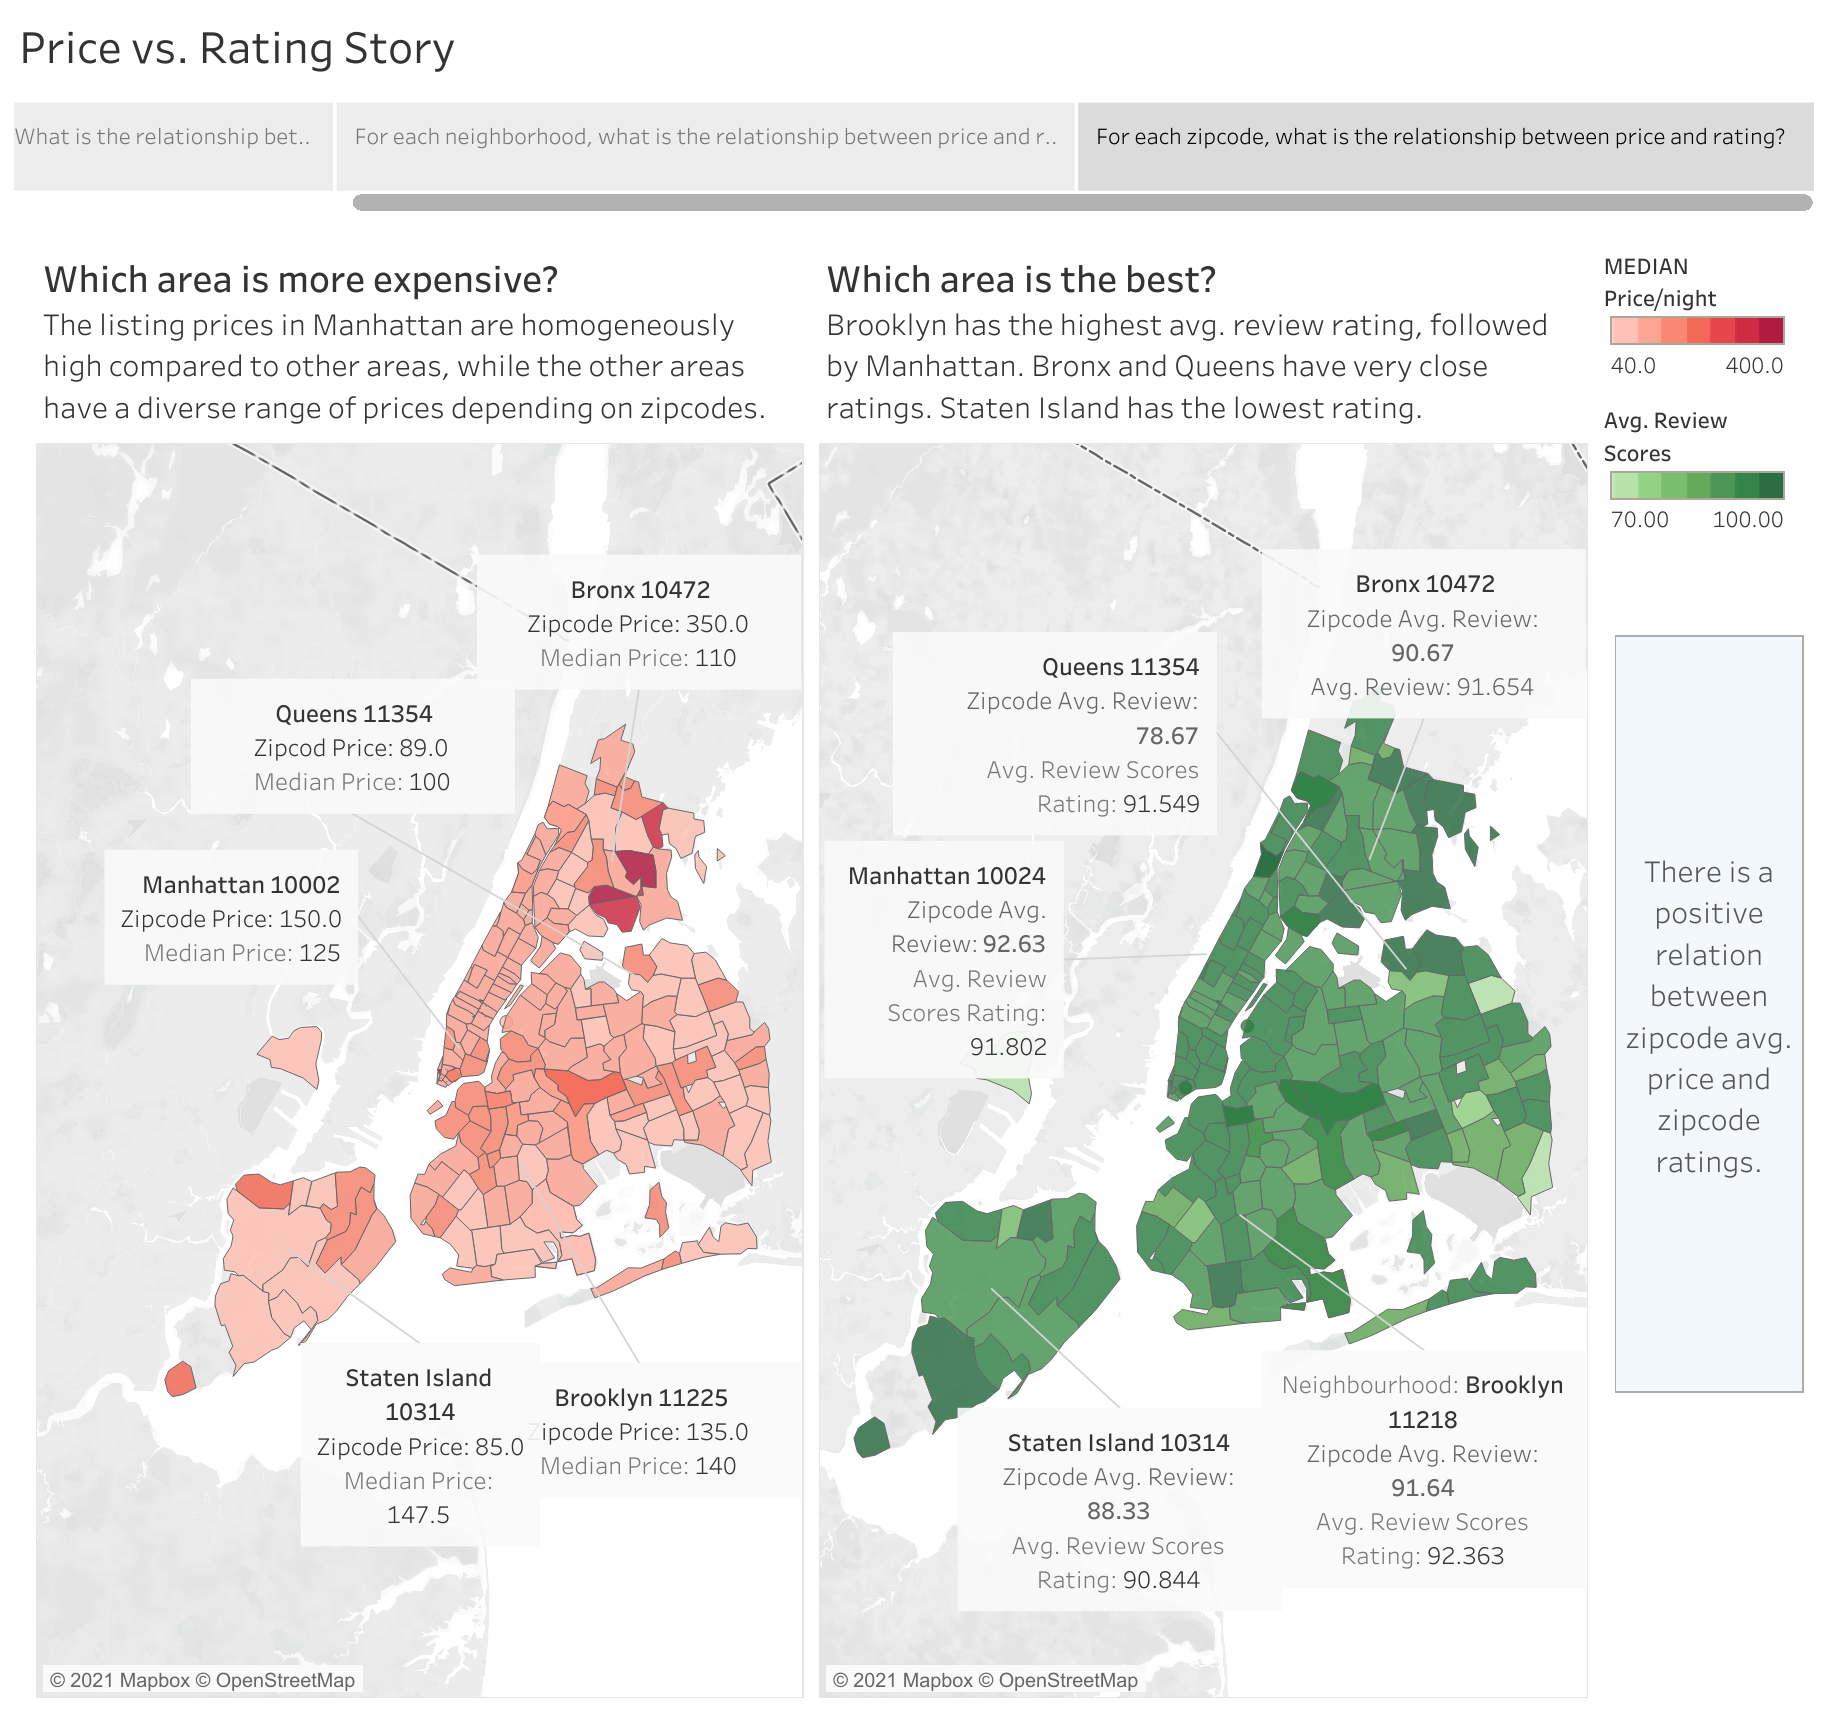 Price vs. Rating Story
What is the relationship bet..
For each neighborhood, what is the relationship between price and r..
For each zipcode, what is the relationship between price and rating?
Which area is more expensive?
The listing prices in Manhattan are homogeneously
high compared to other areas, while the other areas
have a diverse range of prices depending on zipcodes.
Bronx 10472
Zipcode Price: 350.0
Median Price: 110
Queens 11354
Zipcod Price: 89.0
Median Price: 100
Manhattan 10002
Zipcode Price: 150.0
Median Price: 125
Staten Island
10314
Zipcode Price: 85.0
Median Price:
147.5
Brooklyn 11225
Zipcode Price: 135.0
Median Price: 140
© 2021 Mapbox © OpenStreetMap
Which area is the best?
Brooklyn has the highest avg. review rating, followed
by Manhattan. Bronx and Queens have very close
ratings. Staten Island has the lowest rating.
Bronx 10472
Zipcode Avg. Review:
90.67
Avg. Review: 91.654
Queens 11354
Zipcode Avg. Review:
78.67
Avg. Review Scores
Rating: 91.549
Manhattan 10024
Zipcode Avg.
Review: 92.63
Avg. Review
Scores Rating:
91.802
Neighbourhood: Brooklyn
11218
Zipcode Avg. Review:
91.64
Avg. Review Scores
Rating: 92.363
Staten Island 10314
Zipcode Avg. Review:
88.33
Avg. Review Scores
Rating: 90.844
© 2021 Mapbox © OpenStreetMap
MEDIAN
Price/night
40.0 400.0
Avg. Review
Scores
70.00 100.00
There is a
positive
relation
between
zipcode avg.
price and
zipcode
ratings.